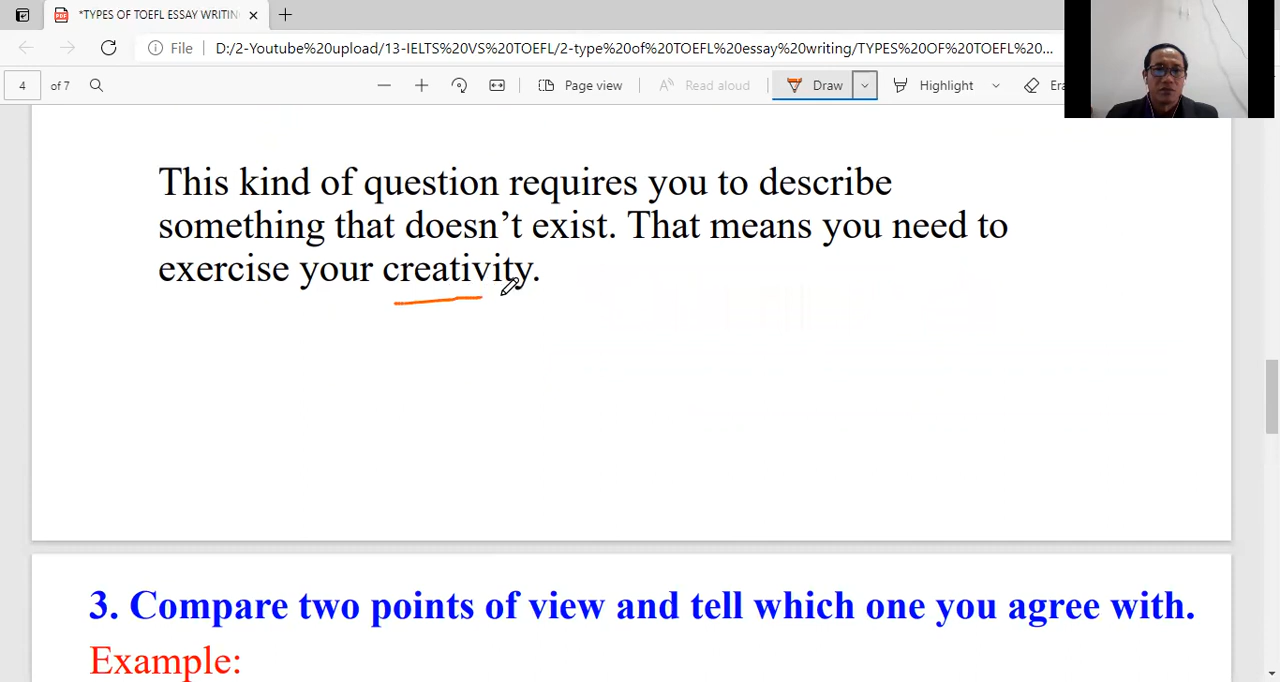 *TYPES OF TOEFL ESSAY WRITIN
File
D:/2-Youtube%20upload/13-IELTS%20VS%20TOEFL/2-type%20of%20TOEFL%20essay%20writing/TYPES%20OF%20TOEFL%20...
4 of 7
Page view
Read aloud
Draw
Highlight
Era
This kind of question requires you to describe
something that doesn’t exist. That means you need to
exercise your creativity.
3. Compare two points of view and tell which one you agree with.
Example: